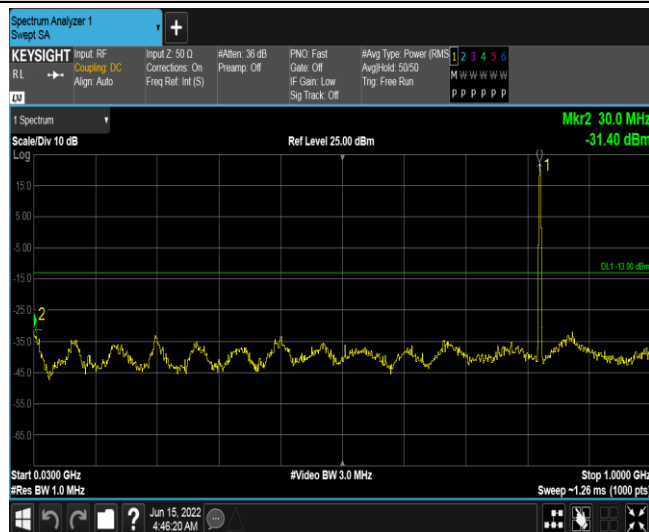 Spectrum Analyzer 1
Swept SA
+
KEYSIGHT
RL
LXI
Input: RF
Coupling: DC
Align: Auto
Input Z: 50 Ω
Corrections: On
Freq Ref: Int (S)
#Atten: 36 dB
Preamp: Off
PNO: Fast
Gate: Off
IF Gain: Low
Sig Track: Off
#Avg Type: Power (RMS
Avg|Hold: 50/50
Trig: Free Run
1 2 3 4 5 6
M W W W W W
P P P P P P
1 Spectrum
Mkr2 30.0 MHz
Scale/Div 10 dB
Ref Level 25.00 dBm
-31.40 dBm
Log
1
15.0
5.00
-5.00
DL1 -13.00 dBm
-15.0
-25.0
2
-35.0
-45.0
-55.0
-65.0
Start 0.0300 GHz
#Video BW 3.0 MHz
Stop 1.0000 GHz
#Res BW 1.0 MHz
Sweep ~1.26 ms (1000 pts)
?
Jun 15, 2022
4:46:20 AM